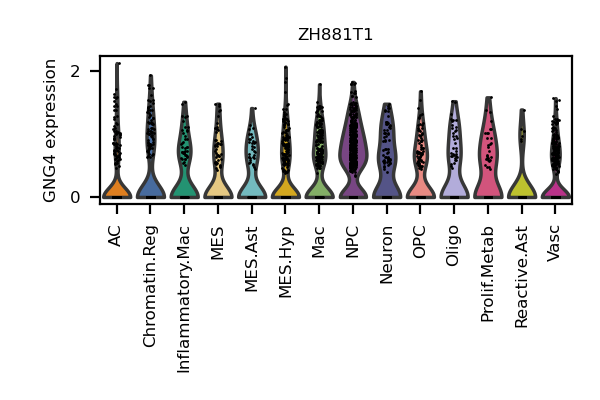 ZH881T1
GNG4 expression
2
0
AC
Chromatin.Reg
Inflammatory.Mac
MES
MES.Ast
MES.Hyp
Mac
NPC
Neuron
OPC
Oligo
Prolif.Metab
Reactive.Ast
Vasc